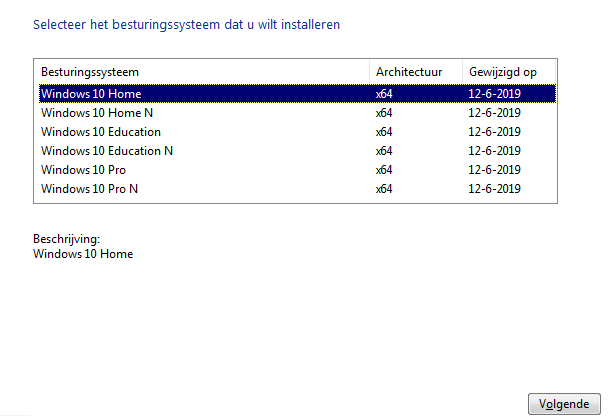 Selecteer het besturingssysteem dat u wilt installeren
Besturingssysteem Architectuur Gewijzigd op
Windows 10 Home x64 12-6-2019
Windows 10 Home N x64 12-6-2019
Windows 10 Education x64 12-6-2019
Windows 10 Education N x64 12-6-2019
Windows 10 Pro x64 12-6-2019
Windows 10 Pro N x64 12-6-2019
Beschrijving:
Windows 10 Home
Volgende